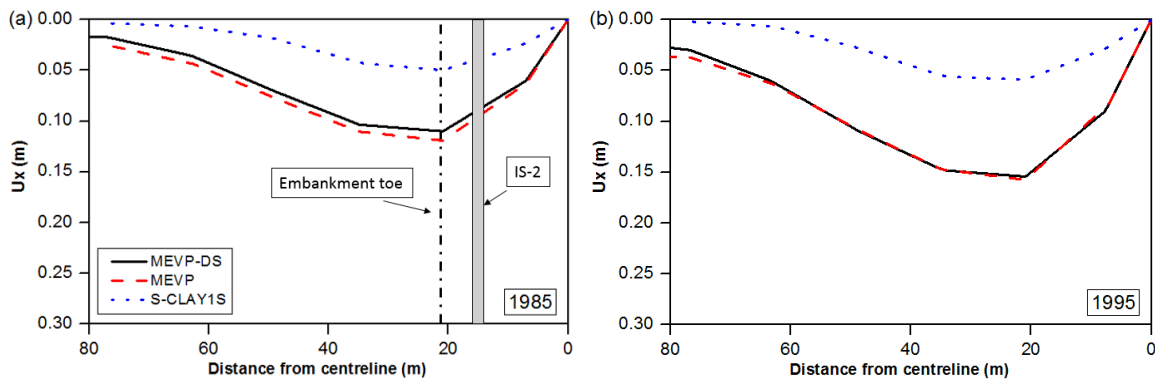 (a)
0.00
0.05
0.10
0.15
0.20
0.25
0.30
Ux (m)
Embankment toe
IS-2
MEVP-DS
MEVP
S-CLAY1S
1985
80
60
40
20
0
Distance from centreline (m)
(b)
0.00
0.05
0.10
0.15
0.20
0.25
0.30
Ux (m)
1995
80
60
40
20
0
Distance from centreline (m)